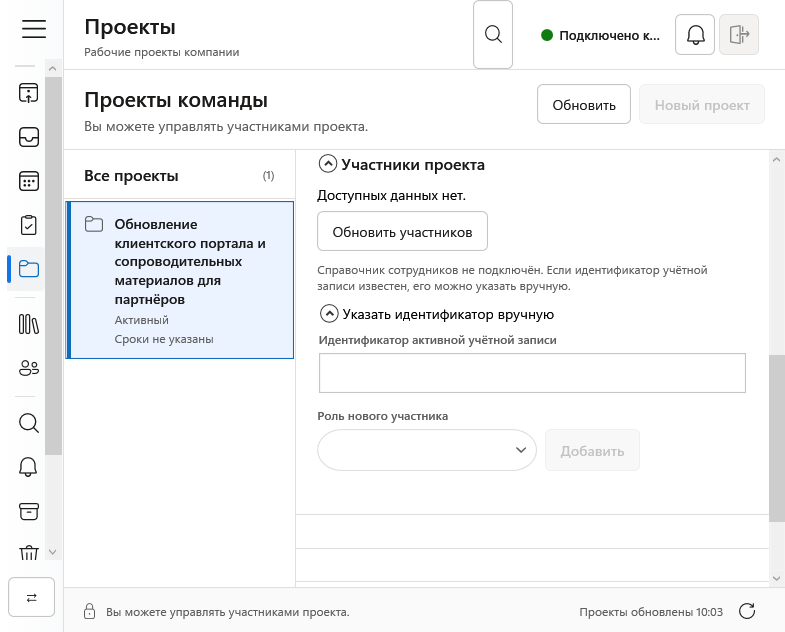 Проекты
Рабочие проекты компании
Подключено к...
Проекты команды
Вы можете управлять участниками проекта.
Обновить
Новый проект
Все проекты
(1)
Обновление
клиентского портала и
сопроводительных
материалов для
партнёров
Активный
Сроки не указаны
Участники проекта
Доступных данных нет.
Обновить участников
Справочник сотрудников не подключён. Если идентификатор учётной
записи известен, его можно указать вручную.
Указать идентификатор вручную
Идентификатор активной учётной записи
Роль нового участника
Добавить
Вы можете управлять участниками проекта.
Проекты обновлены 10:03